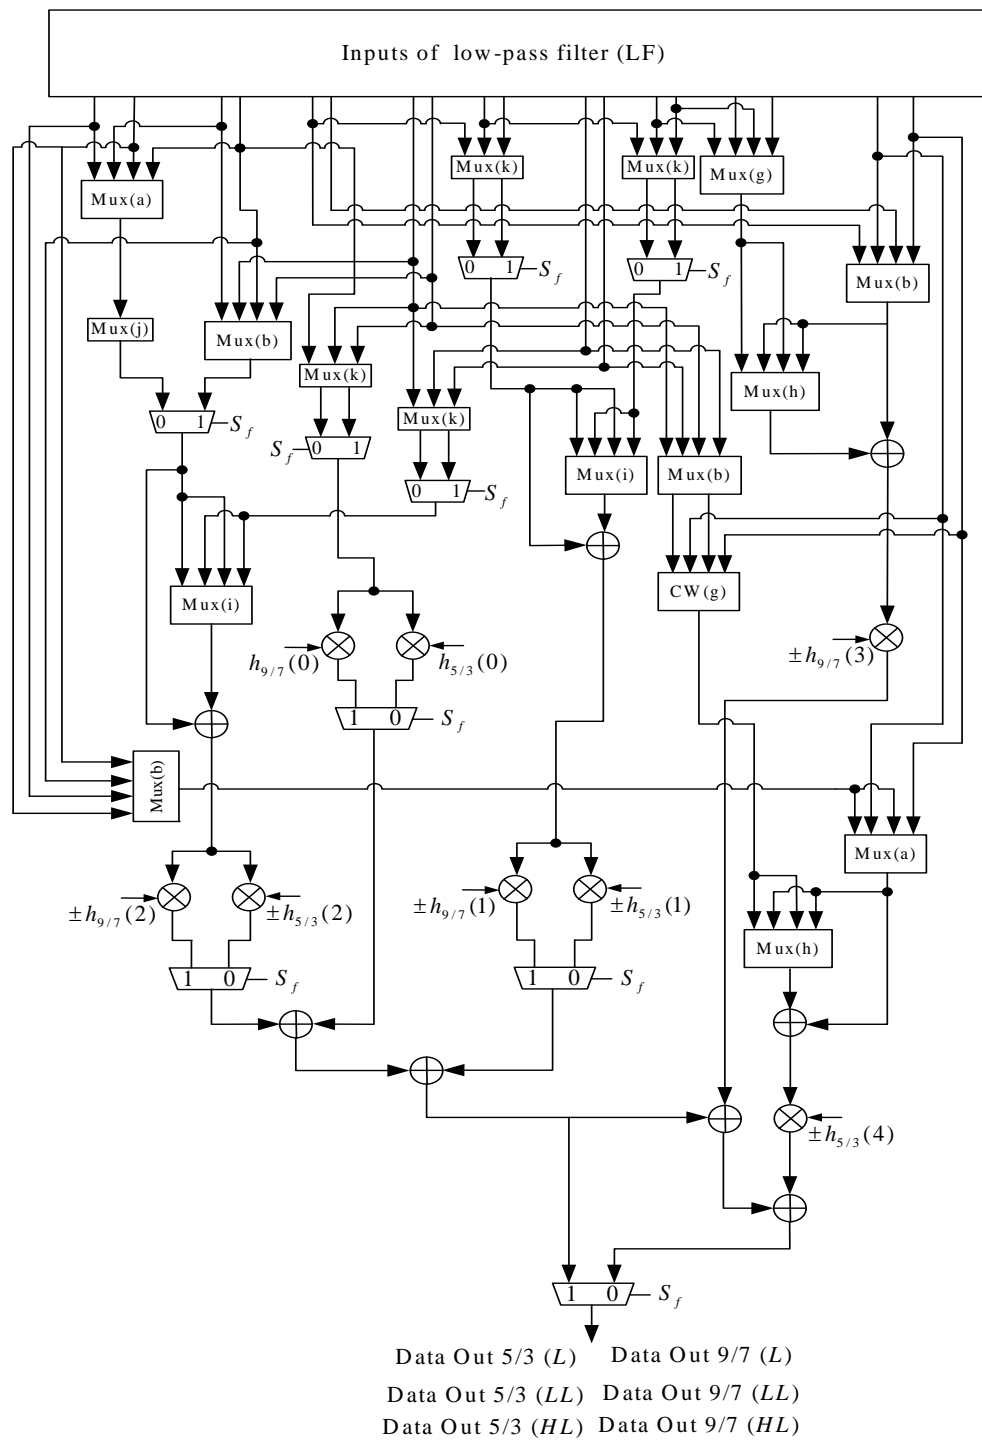 Inputs of low-pass filter (LF)
Mux(k) Mux(k) Mux(g)
Mux(a)
0 1 S_f 0 1 S_f Mux(b)
Mux(j) Mux(b)
Mux(k) Mux(h)
0 1 S_f Mux(k)
S_f 0 1 Mux(i) Mux(b)
0 1 S_f
Mux(i) CW(g)
h_{9/7}(0) h_{5/3}(0) ±h_{9/7}(3)
1 0 S_f
Mux(b)
Mux(a)
±h_{9/7}(2) ±h_{5/3}(2) ±h_{9/7}(1) ±h_{5/3}(1)
Mux(h)
1 0 S_f 1 0 S_f
±h_{5/3}(4)
1 0 S_f
Data Out 5/3 (L) Data Out 9/7 (L)
Data Out 5/3 (LL) Data Out 9/7 (LL)
Data Out 5/3 (HL) Data Out 9/7 (HL)